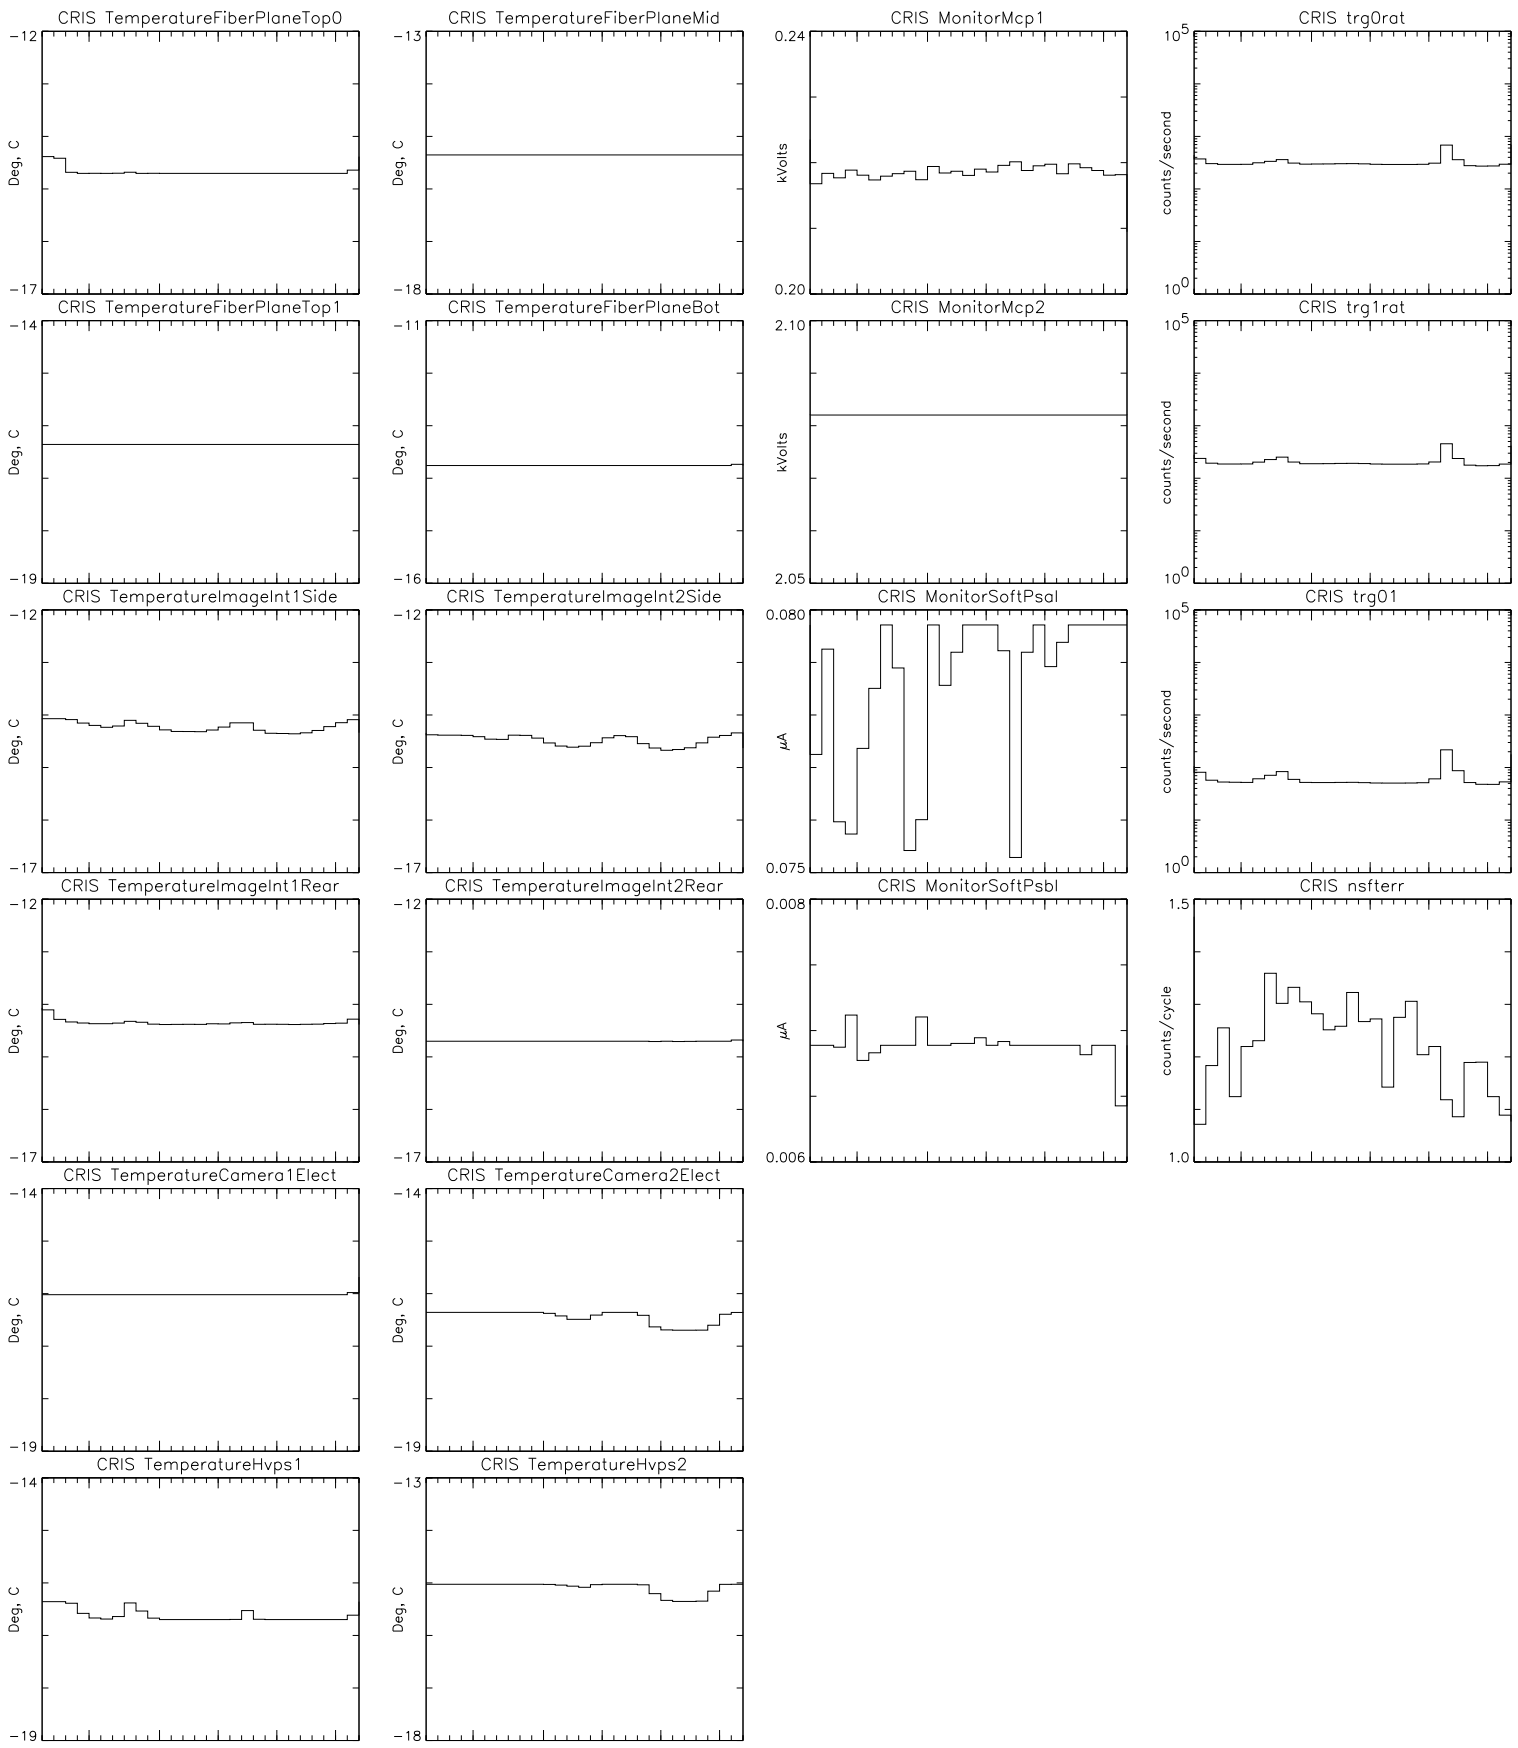 CRIS TemperatureFiberPlaneTop0
-12
Deg, C
-17
CRIS TemperatureFiberPlaneMid
-13
Deg, C
-18
CRIS MonitorMcp1
0.24
kVolts
0.20
CRIS trg0rat
10^5
counts/second
10^0
CRIS TemperatureFiberPlaneTop1
-14
Deg, C
-19
CRIS TemperatureFiberPlaneBot
-11
Deg, C
-16
CRIS MonitorMcp2
2.10
kVolts
2.05
CRIS trg1rat
10^5
counts/second
10^0
CRIS TemperatureImageInt1Side
-12
Deg, C
-17
CRIS TemperatureImageInt2Side
-12
Deg, C
-17
CRIS MonitorSoftPsaI
0.080
μA
0.075
CRIS trg01
10^5
counts/second
10^0
CRIS TemperatureImageInt1Rear
-12
Deg, C
-17
CRIS TemperatureImageInt2Rear
-12
Deg, C
-17
CRIS MonitorSoftPsbI
0.008
μA
0.006
CRIS nsfterr
1.5
counts/cycle
1.0
CRIS TemperatureCamera1Elect
-14
Deg, C
-19
CRIS TemperatureCamera2Elect
-14
Deg, C
-19
CRIS TemperatureHvps1
-14
Deg, C
-19
CRIS TemperatureHvps2
-13
Deg, C
-18